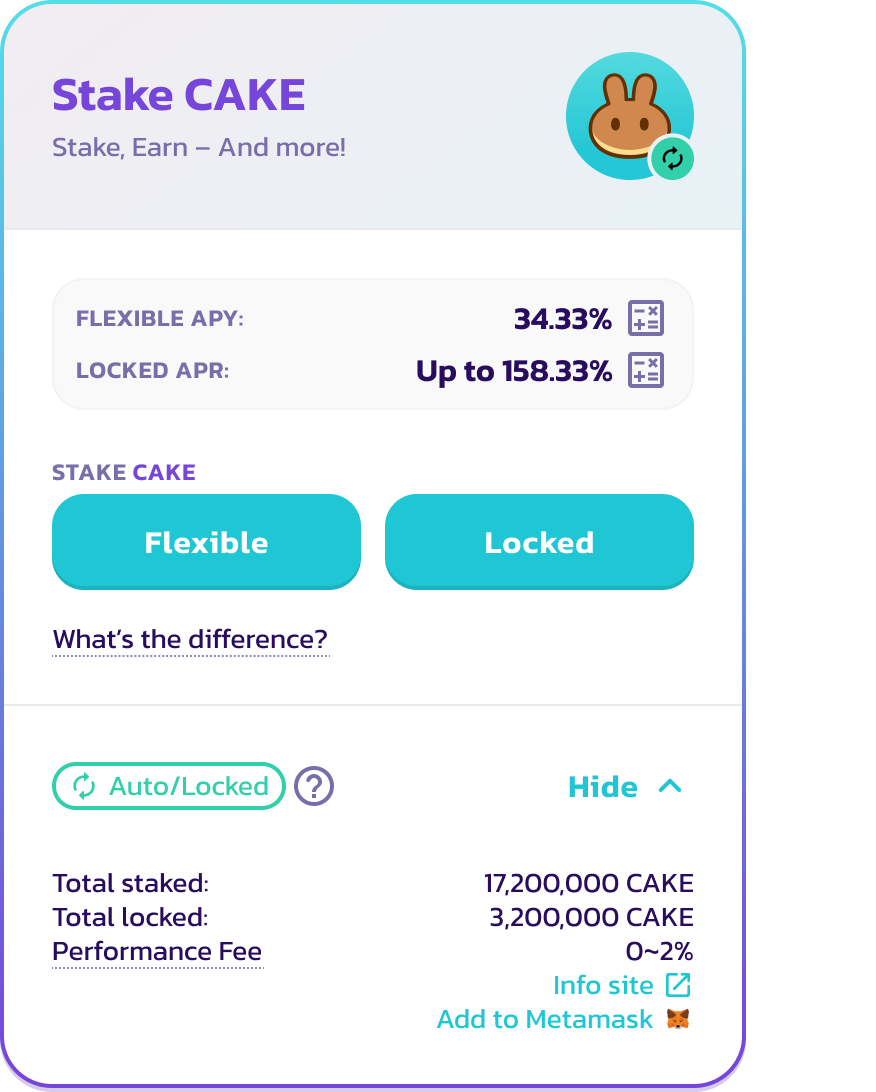 Stake CAKE
Stake, Earn – And more!
FLEXIBLE APY: 34.33%
LOCKED APR: Up to 158.33%
STAKE CAKE
Flexible Locked
What's the difference?
Auto/Locked ? Hide
Total staked: 17,200,000 CAKE
Total locked: 3,200,000 CAKE
Performance Fee 0~2%
Info site
Add to Metamask